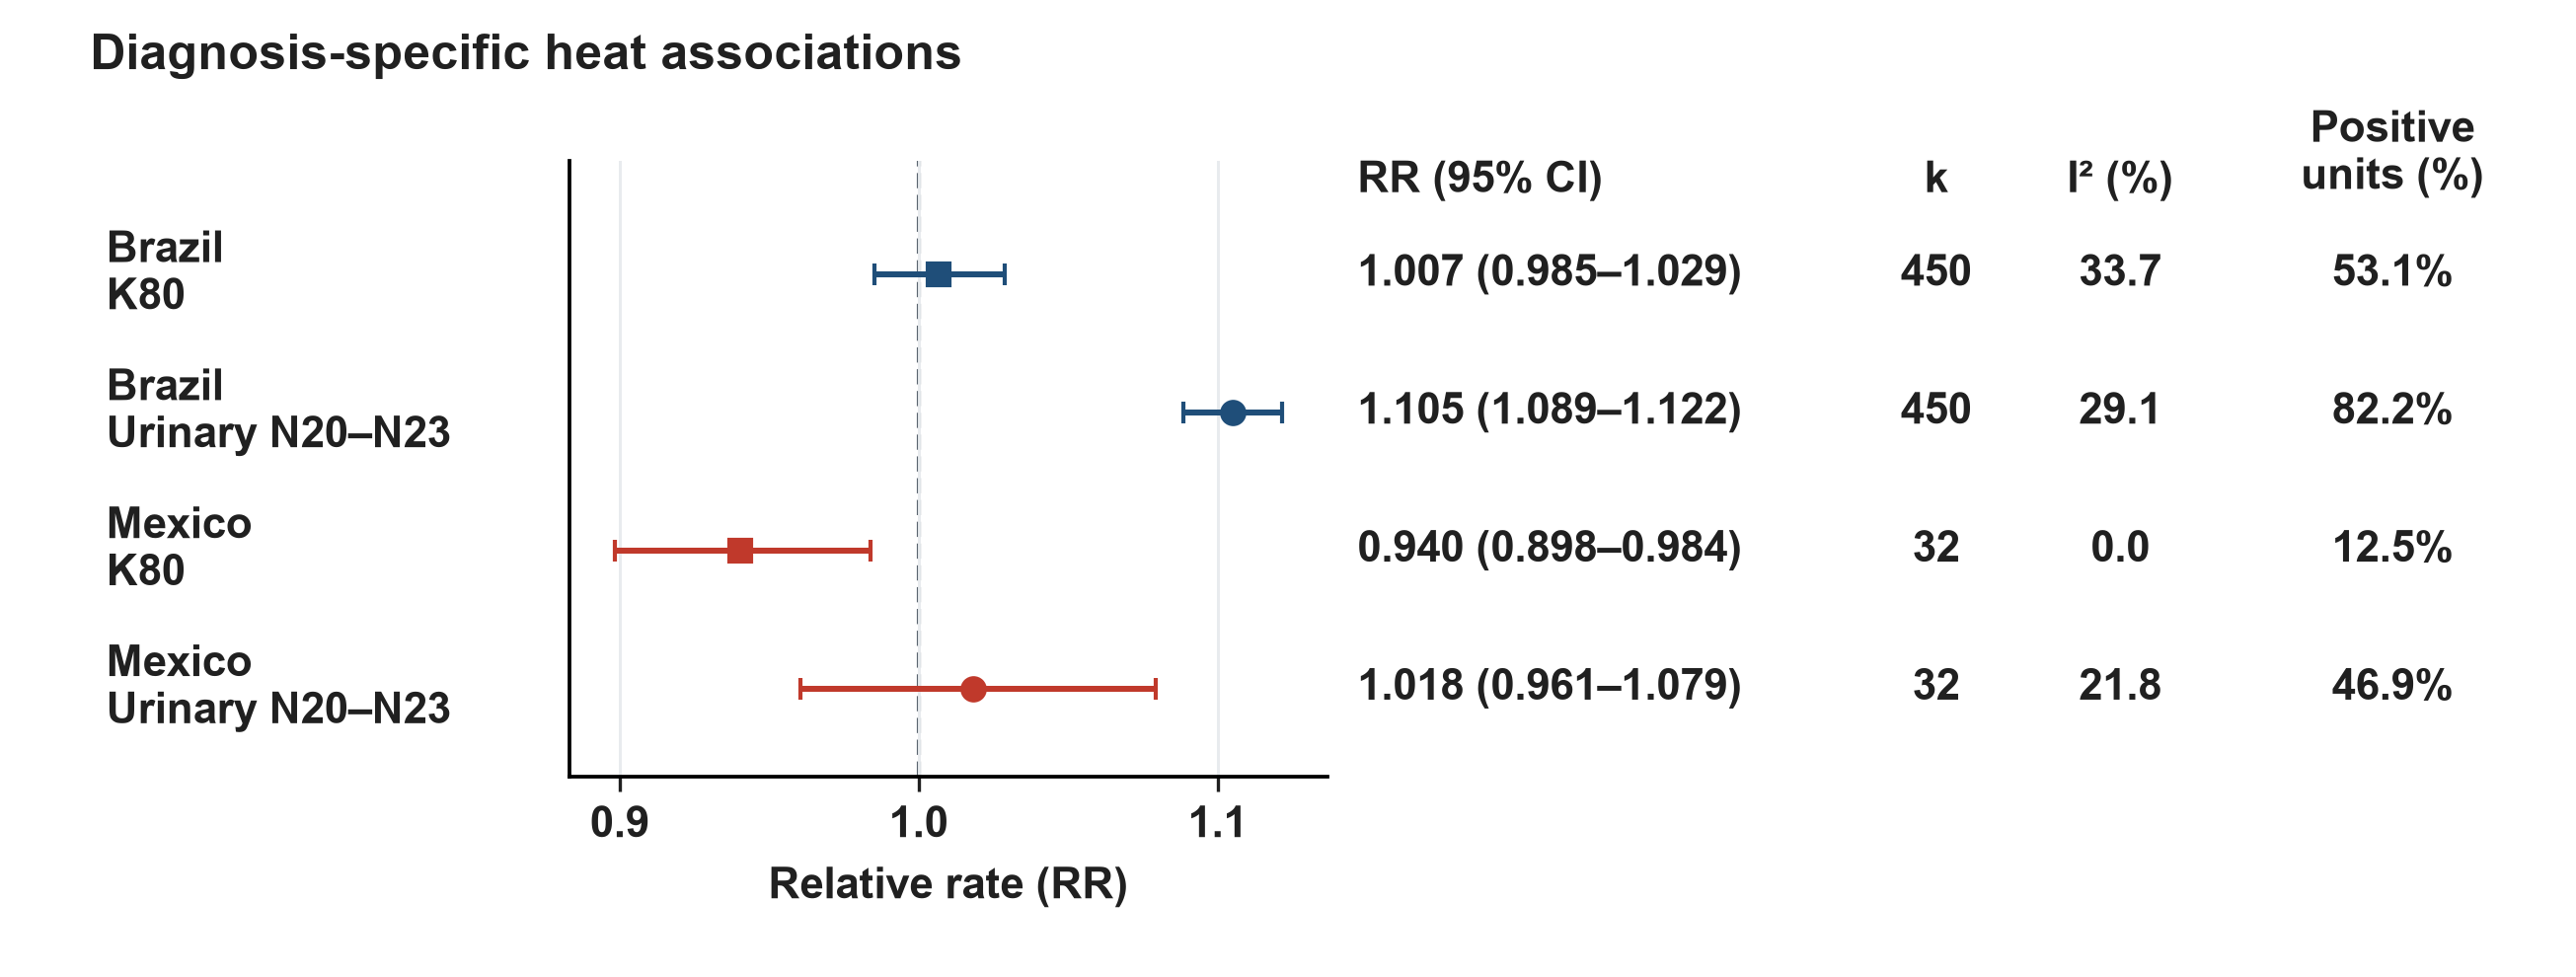 Diagnosis-specific heat associations
Positive
RR (95% CI) k I² (%) units (%)
Brazil
K80
1.007 (0.985–1.029) 450 33.7 53.1%
Brazil
Urinary N20–N23
1.105 (1.089–1.122) 450 29.1 82.2%
Mexico
K80
0.940 (0.898–0.984) 32 0.0 12.5%
Mexico
Urinary N20–N23
1.018 (0.961–1.079) 32 21.8 46.9%
0.9 1.0 1.1
Relative rate (RR)